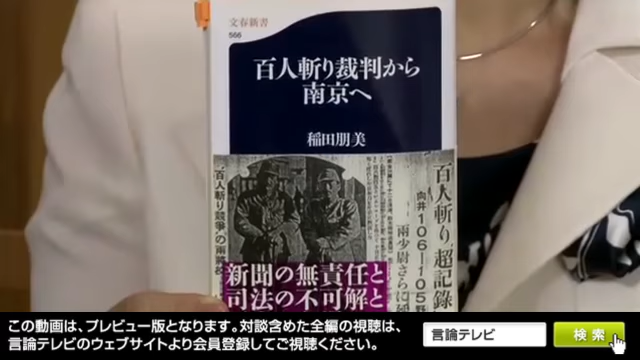 文春新書
566
百人斬り裁判から
南京へ
稲田朋美
百人斬り"超記録
向井106―105野
両少尉さらに延
"百人斬り競争"の両将校
新聞の無責任と
司法の不可解と
この動画は、プレビュー版となります。対談含めた全編の視聴は、
言論テレビのウェブサイトより会員登録してご視聴ください。
言論テレビ
検索